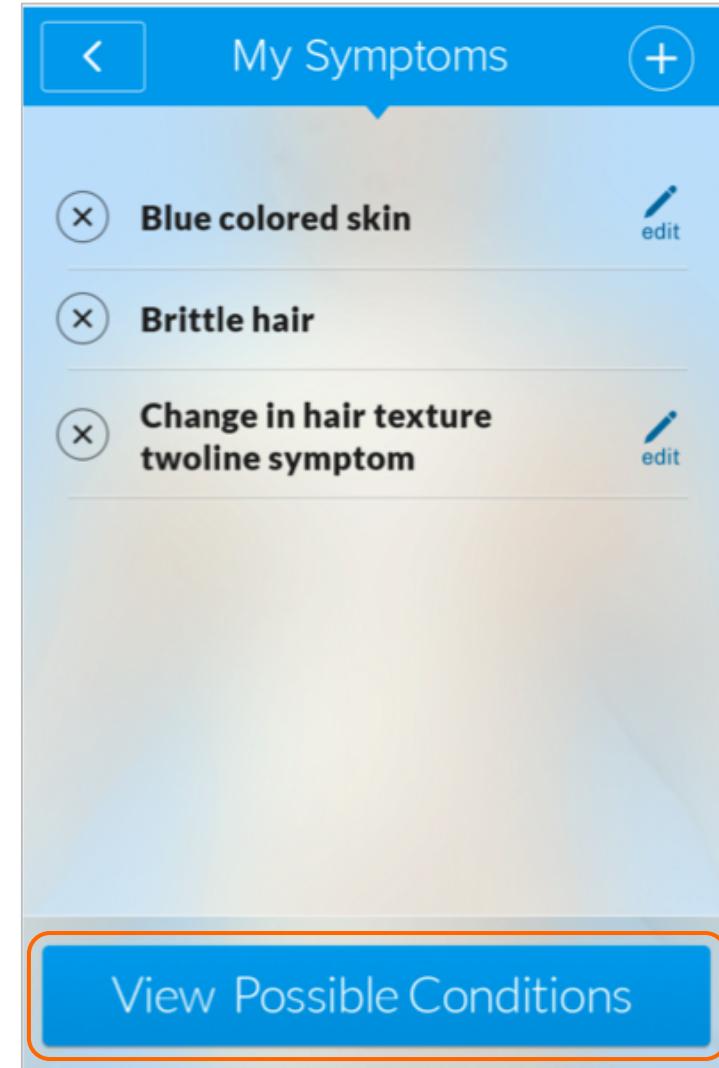 My Symptoms
Blue colored skin
edit
Brittle hair
Change in hair texture
twoline symptom
edit
View Possible Conditions